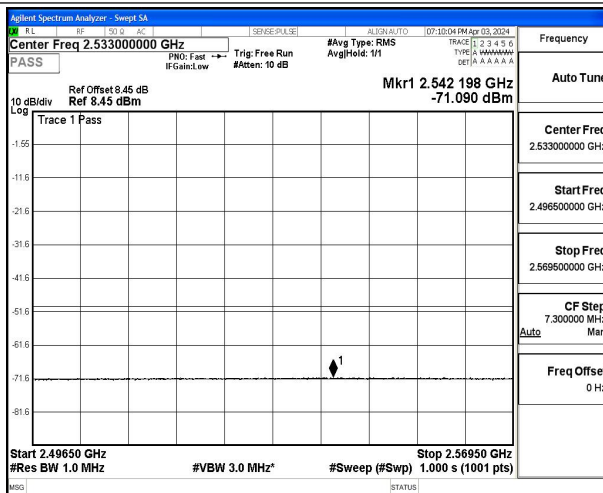 Agilent Spectrum Analyzer - Swept SA
RL RF 50 Ω AC SENSE:PULSE ALIGNAUTO 07:10:04 PM Apr 03, 2024
Center Freq 2.533000000 GHz
PASS
PNO: Fast
IFGain:Low
Trig: Free Run
#Atten: 10 dB
#Avg Type: RMS
Avg|Hold: 1/1
TRACE 1 2 3 4 5 6
TYPE A WWWWW
DET A A A A A A
Mkr1 2.542 198 GHz
-71.090 dBm
Ref Offset 8.45 dB
Ref 8.45 dBm
10 dB/div
Log
Trace 1 Pass
-1.55
-11.6
-21.6
-31.6
-41.6
-51.6
-61.6
-71.6
-81.6
1
Start 2.49650 GHz
#Res BW 1.0 MHz
#VBW 3.0 MHz*
Stop 2.56950 GHz
#Sweep (#Swp) 1.000 s (1001 pts)
MSG
STATUS
Frequency
Auto Tune
Center Freq
2.533000000 GHz
Start Freq
2.496500000 GHz
Stop Freq
2.569500000 GHz
CF Step
7.300000 MHz
Auto Man
Freq Offset
0 Hz